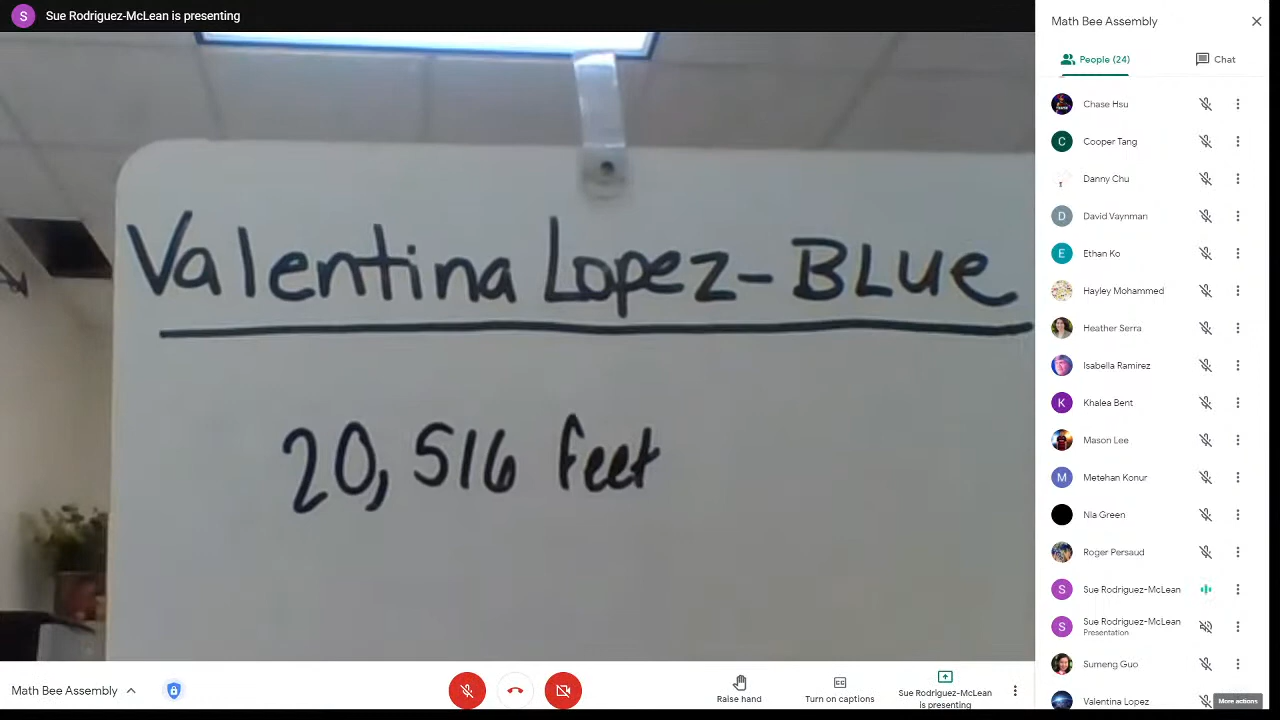 Sue Rodriguez-McLean is presenting
Valentina Lopez-BLUe
20,516 feet
Math Bee Assembly
People (24)
Chat
Chase Hsu
C
Cooper Tang
Danny Chu
D
David Vaynman
E
Ethan Ko
Hayley Mohammed
Heather Serra
Isabella Ramirez
K
Khalea Bent
Mason Lee
M
Metehan Konur
Nia Green
Roger Persaud
S
Sue Rodriguez-McLean
S
Sue Rodriguez-McLean
Presentation
Sumeng Guo
Valentina Lopez
More actions
Math Bee Assembly
Raise hand
CC
Turn on captions
Sue Rodriguez-McLean
is presenting